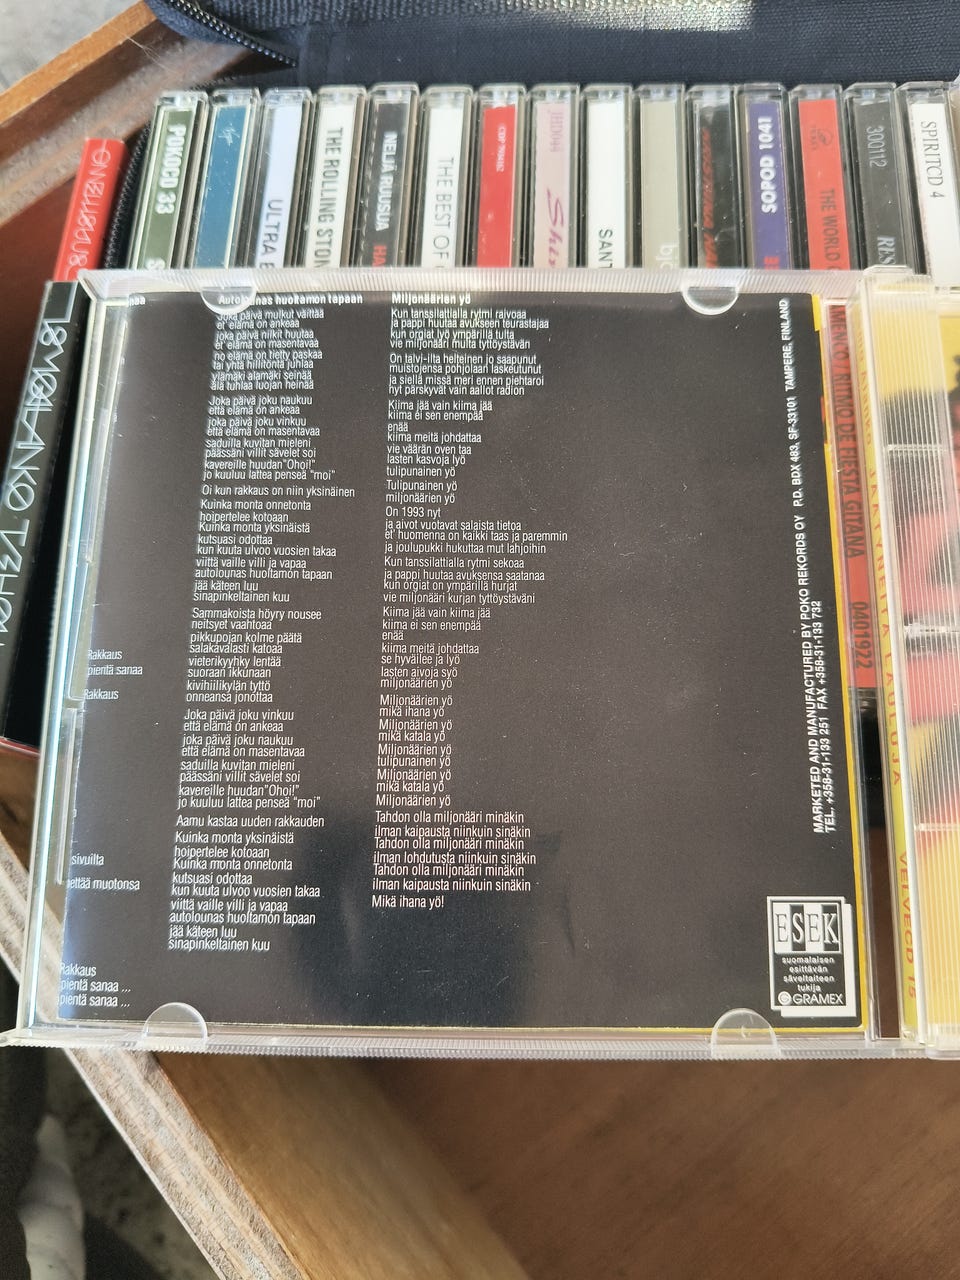 POKOCD 33
ULTRA
THE ROLLING STON
NELJÄ RUUSUA
HA
THE BEST OF
SANT
SOPOD 1041
THE WORLD
300112
SPIRITCD 4
Autolounas huoltamon tapaan
Joka päivä mulkut väittää
et' elämä on ankeaa
joka päivä nilkit huutaa
et' elämä on masentavaa
no elämä on tietty paskaa
tai yhtä hillitöntä juhlaa
ylämäki alamäki seinää
älä tuhlaa luojan heinää
Joka päivä joku naukuu
että elämä on ankeaa
joka päivä joku vinkuu
että elämä on masentavaa
saduilla kuvitan mieleni
päässäni villit sävelet soi
kavereille huudan"Ohoi!"
jo kuuluu lattea penseä "moi"
Oi kun rakkaus on niin yksinäinen
Kuinka monta onnetonta
hoipertelee kotoaan
Kuinka monta yksinäistä
kutsuasi odottaa
kun kuuta ulvoo vuosien takaa
viittä vaille villi ja vapaa
autolounas huoltamon tapaan
jää käteen luu
sinapinkeltainen kuu
Sammakoista höyry nousee
neitsyet vaahtoaa
pikkupojan kolme päätä
salakavalasti katoaa
vieterikyyhky lentää
suoraan ikkunaan
kivihiilikylän tyttö
onneansa jonottaa
Joka päivä joku vinkuu
että elämä on ankeaa
joka päivä joku naukuu
että elämä on masentavaa
saduilla kuvitan mieleni
päässäni villit sävelet soi
kavereille huudan"Ohoi!"
jo kuuluu lattea penseä "moi"
Aamu kastaa uuden rakkauden
Kuinka monta yksinäistä
hoipertelee kotoaan
Kuinka monta onnetonta
kutsuasi odottaa
kun kuuta ulvoo vuosien takaa
viittä vaille villi ja vapaa
autolounas huoltamon tapaan
jää käteen luu
sinapinkeltainen kuu
Miljonäärien yö
Kun tanssilattialla rytmi raivoaa
ja pappi huutaa avukseen teurastajaa
kun orgiat lyö ympärillä tulta
vie miljonääri multa tyttöystävän
On talvi-ilta helteinen jo saapunut
muistojensa pohjolaan laskeutunut
ja siellä missä meri ennen piehtaroi
nyt pärskyvät vain aallot radion
Kiima jää vain kiima jää
kiima ei sen enempää
enää
kiima meitä johdattaa
vie väärän oven taa
lasten kasvoja lyö
tulipunainen yö
Tulipunainen yö
miljonäärien yö
On 1993 nyt
ja aivot vuotavat salaista tietoa
et' huomenna on kaikki taas ja paremmin
ja joulupukki hukuttaa mut lahjoihin
Kun tanssilattialla rytmi sekoaa
ja pappi huutaa avuksensa saatanaa
kun orgiat on ympärillä hurjat
vie miljonääri kurjan tyttöystäväni
Kiima jää vain kiima jää
kiima ei sen enempää
enää
kiima meitä johdattaa
se hyväilee ja lyö
lasten aivoja syö
miljonäärien yö
Miljonäärien yö
mikä ihana yö
Miljonäärien yö
mikä katala yö
Miljonäärien yö
tulipunainen yö
Miljonäärien yö
mikä katala yö
Miljonäärien yö
Tahdon olla miljonääri minäkin
ilman kaipausta niinkuin sinäkin
Tahdon olla miljonääri minäkin
ilman lohdutusta niinkuin sinäkin
Tahdon olla miljonääri minäkin
ilman kaipausta niinkuin sinäkin
Mikä ihana yö!
Rakkaus
pientä sanaa
Rakkaus
sivuilta
muotonsa
Rakkaus
pientä sanaa ...
pientä sanaa ...
MARKETED AND MANUFACTURED BY POKO REKORDS OY P.O. BOX 483, SF-33101 TAMPERE, FINLAND
TEL. +358-31-133 251 FAX +358-31-133 732
ESEK
suomalaisen
esittävän
säveltaiteen
tukija
GRAMEX
MENCO / RITMO DE FIESTA GITANA
0401922
VELVECD 15